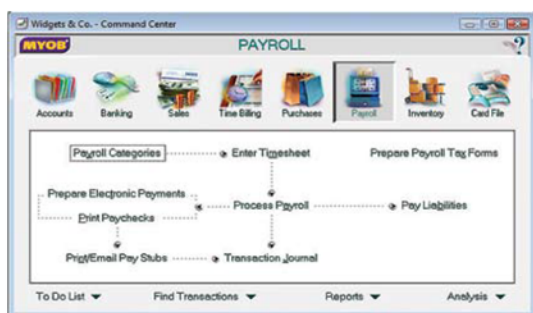 Widgets & Co. - Command Center
MYOB PAYROLL ?
Accounts Banking Sales Time Billing Purchases Payroll Inventory Card File
Payroll Categories Enter Timesheet Prepare Payroll Tax Forms
Prepare Electronic Payments
Process Payroll Pay Liabilities
Print Paychecks
Print/Email Pay Stubs Transaction Journal
To Do List Find Transactions Reports Analysis